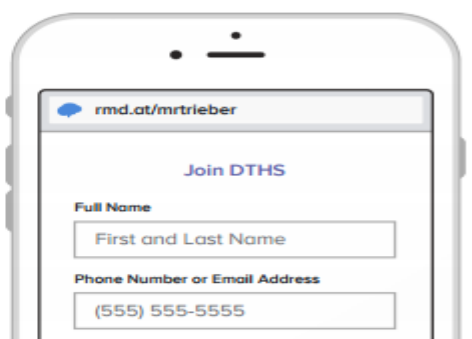 rmd.at/mrtrieber
Join DTHS
Full Name
First and Last Name
Phone Number or Email Address
(555) 555-5555